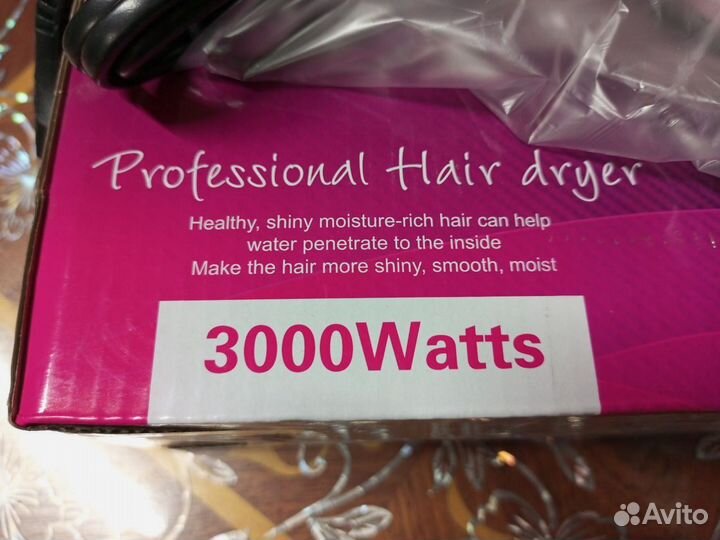 Professional Hair dryer
Healthy, shiny moisture-rich hair can help
water penetrate to the inside
Make the hair more shiny, smooth, moist
3000Watts
Avito